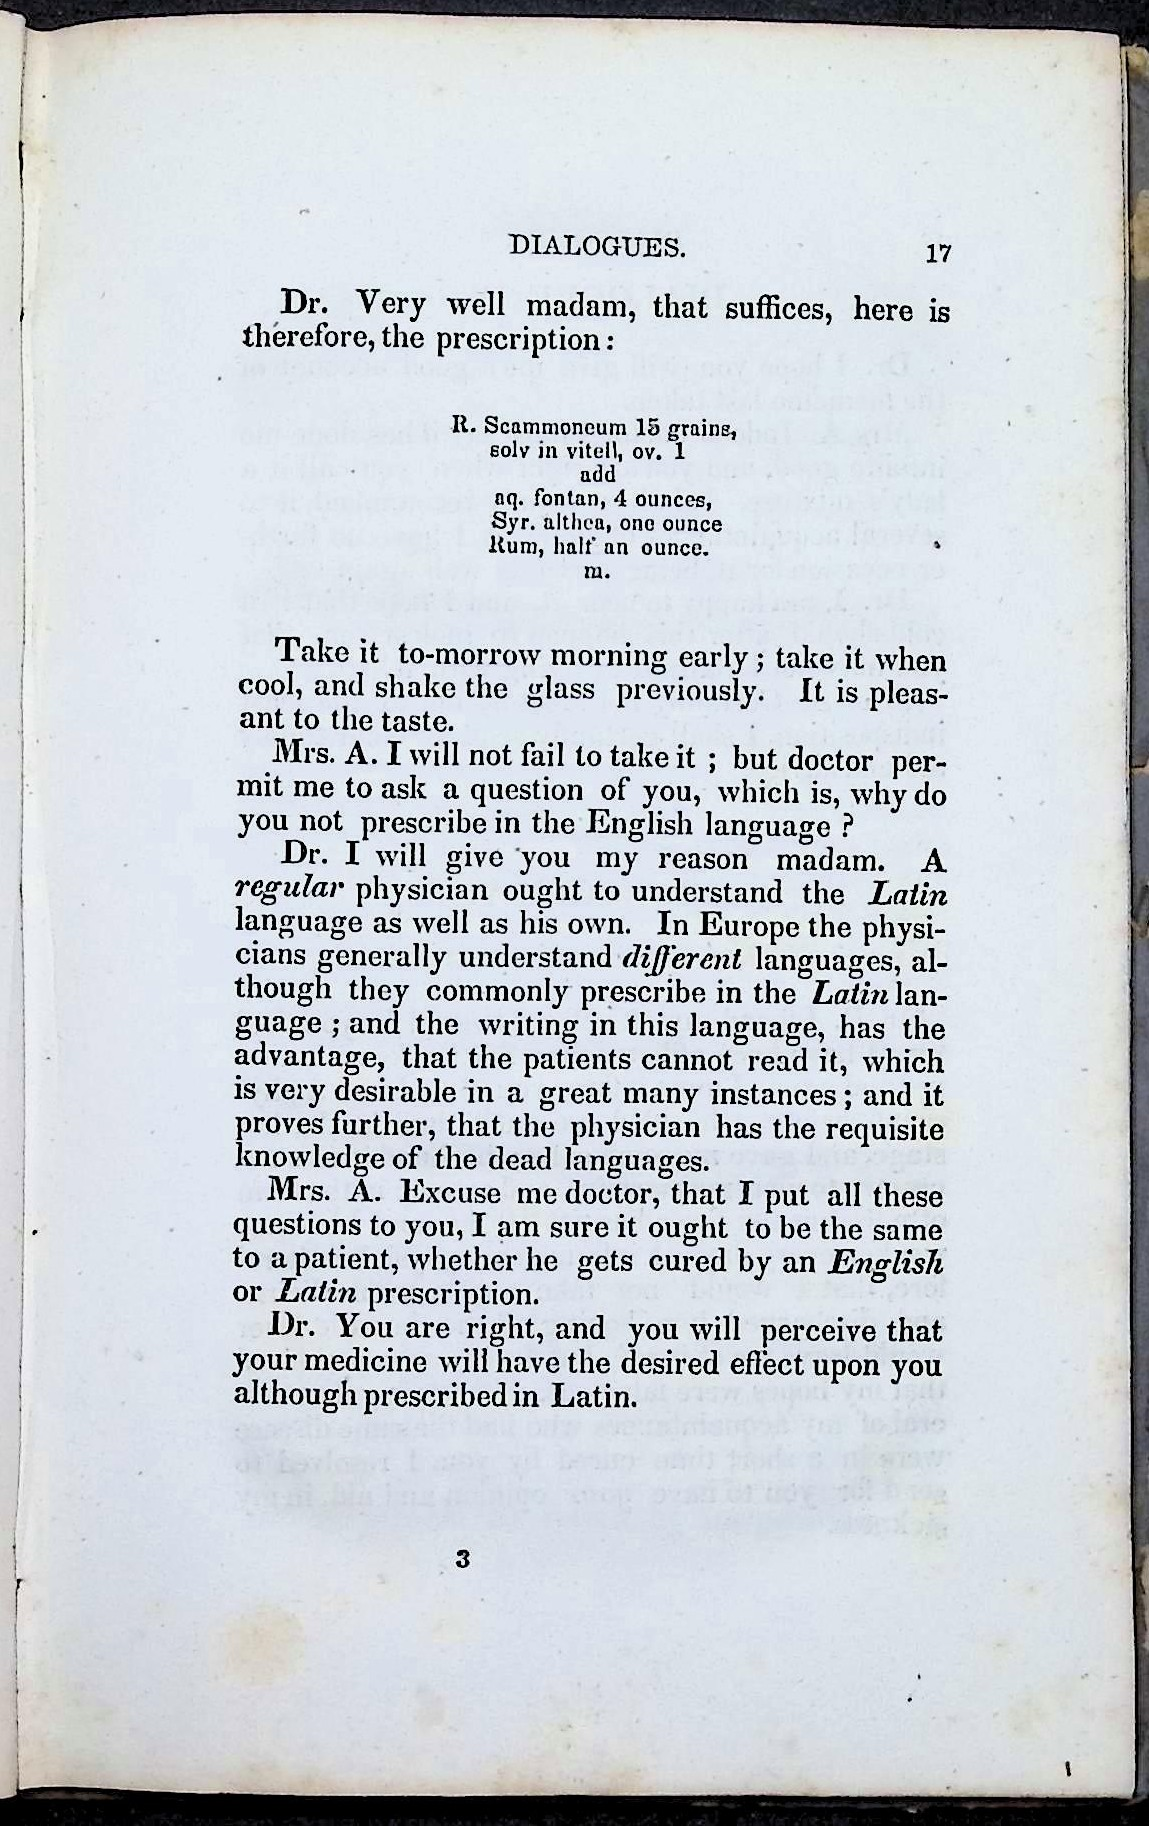 DIALOGUES. 17
Dr. Very well madam, that suffices, here is
therefore, the prescription:
R. Scammoneum 15 grains,
solv in vitell, ov. 1
add
aq. fontan, 4 ounces,
Syr. althea, one ounce
Rum, half an ounce.
m.
Take it to-morrow morning early; take it when
cool, and shake the glass previously. It is pleas-
ant to the taste.
Mrs. A. I will not fail to take it; but doctor per-
mit me to ask a question of you, which is, why do
you not prescribe in the English language?
Dr. I will give you my reason madam. A
regular physician ought to understand the Latin
language as well as his own. In Europe the physi-
cians generally understand different languages, al-
though they commonly prescribe in the Latin lan-
guage; and the writing in this language, has the
advantage, that the patients cannot read it, which
is very desirable in a great many instances; and it
proves further, that the physician has the requisite
knowledge of the dead languages.
Mrs. A. Excuse me doctor, that I put all these
questions to you, I am sure it ought to be the same
to a patient, whether he gets cured by an English
or Latin prescription.
Dr. You are right, and you will perceive that
your medicine will have the desired effect upon you
although prescribed in Latin.
3